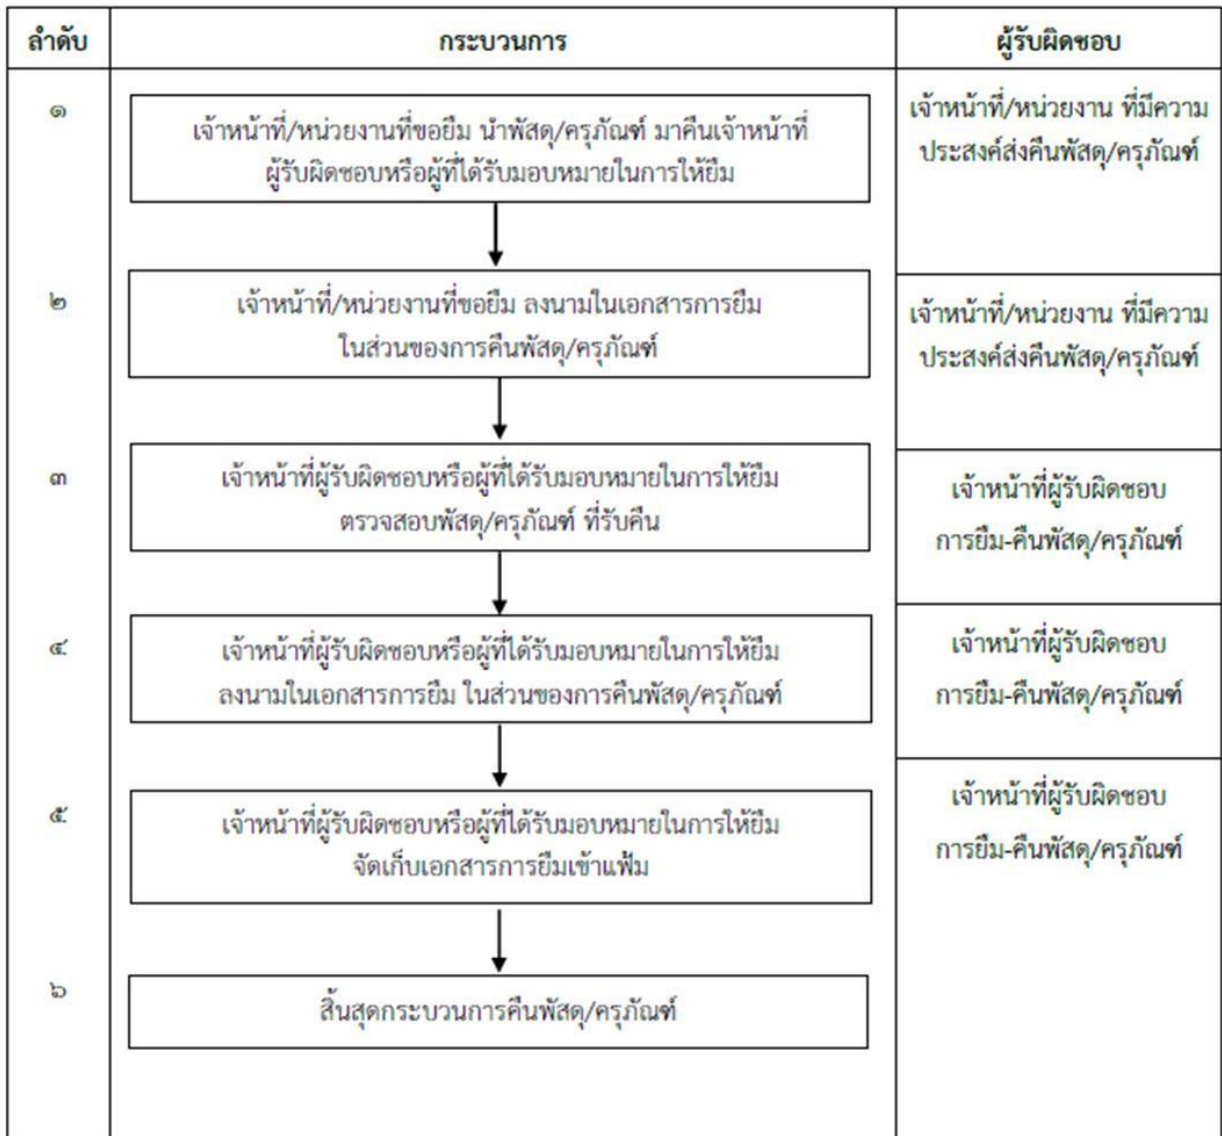 ลำดับ
กระบวนการ
ผู้รับผิดชอบ
๑
เจ้าหน้าที่/หน่วยงานที่ขอยืม นำพัสดุ/ครุภัณฑ์ มาคืนเจ้าหน้าที่
ผู้รับผิดชอบหรือผู้ที่ได้รับมอบหมายในการให้ยืม
เจ้าหน้าที่/หน่วยงาน ที่มีความ
ประสงค์ส่งคืนพัสดุ/ครุภัณฑ์
๒
เจ้าหน้าที่/หน่วยงานที่ขอยืม ลงนามในเอกสารการยืม
ในส่วนของการคืนพัสดุ/ครุภัณฑ์
เจ้าหน้าที่/หน่วยงาน ที่มีความ
ประสงค์ส่งคืนพัสดุ/ครุภัณฑ์
๓
เจ้าหน้าที่ผู้รับผิดชอบหรือผู้ที่ได้รับมอบหมายในการให้ยืม
ตรวจสอบพัสดุ/ครุภัณฑ์ ที่รับคืน
เจ้าหน้าที่ผู้รับผิดชอบ
การยืม-คืนพัสดุ/ครุภัณฑ์
๔
เจ้าหน้าที่ผู้รับผิดชอบหรือผู้ที่ได้รับมอบหมายในการให้ยืม
ลงนามในเอกสารการยืม ในส่วนของการคืนพัสดุ/ครุภัณฑ์
เจ้าหน้าที่ผู้รับผิดชอบ
การยืม-คืนพัสดุ/ครุภัณฑ์
๕
เจ้าหน้าที่ผู้รับผิดชอบหรือผู้ที่ได้รับมอบหมายในการให้ยืม
จัดเก็บเอกสารการยืมเข้าแฟ้ม
เจ้าหน้าที่ผู้รับผิดชอบ
การยืม-คืนพัสดุ/ครุภัณฑ์
๖
สิ้นสุดกระบวนการคืนพัสดุ/ครุภัณฑ์